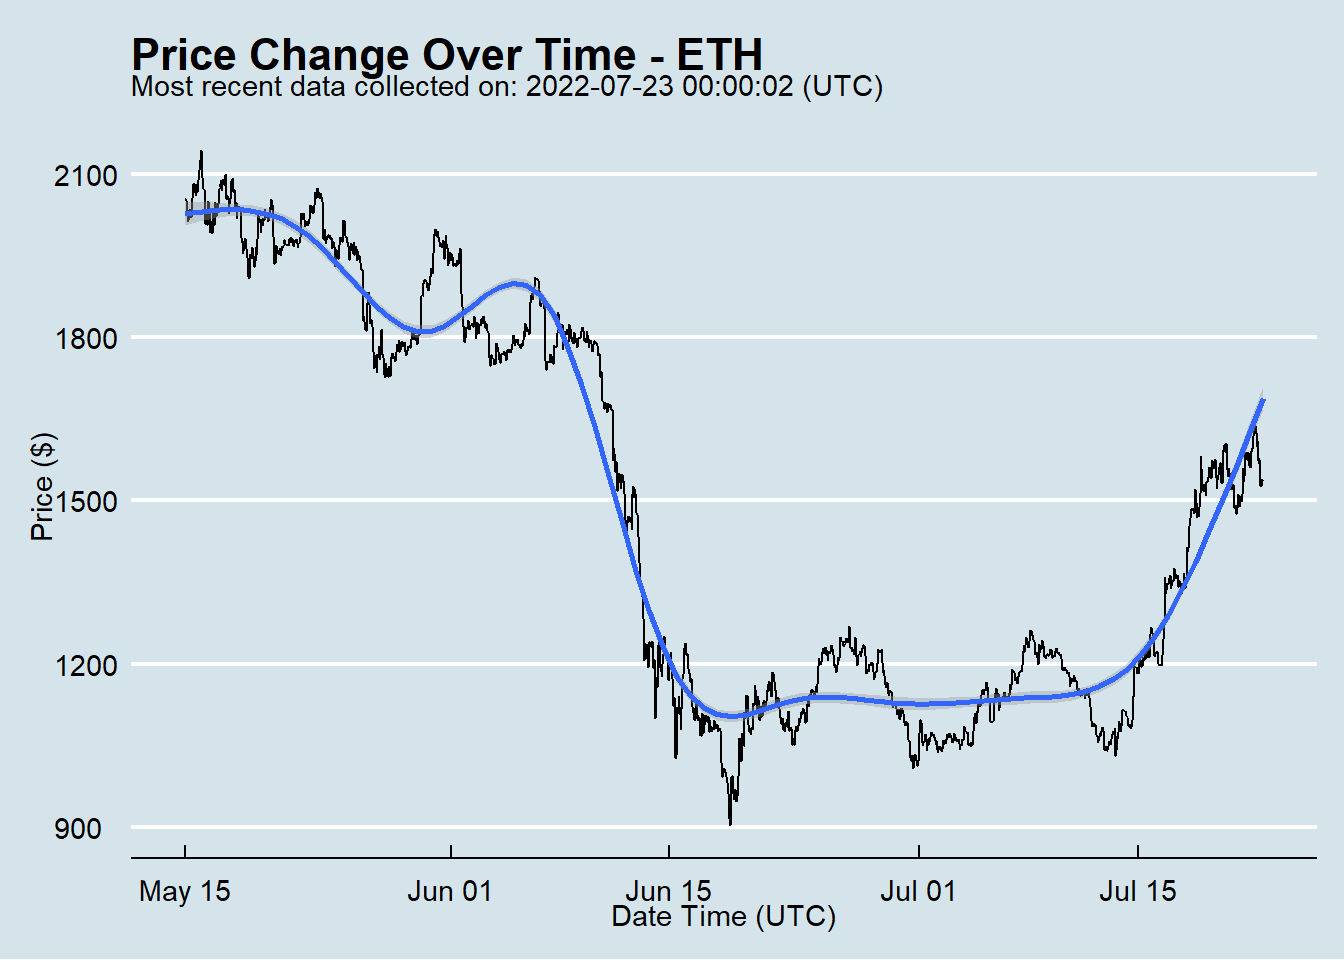 Price Change Over Time - ETH
Most recent data collected on: 2022-07-23 00:00:02 (UTC)
2100
1800
1500
1200
900
Price ($)
May 15
Jun 01
Jun 15
Jul 01
Jul 15
Date Time (UTC)